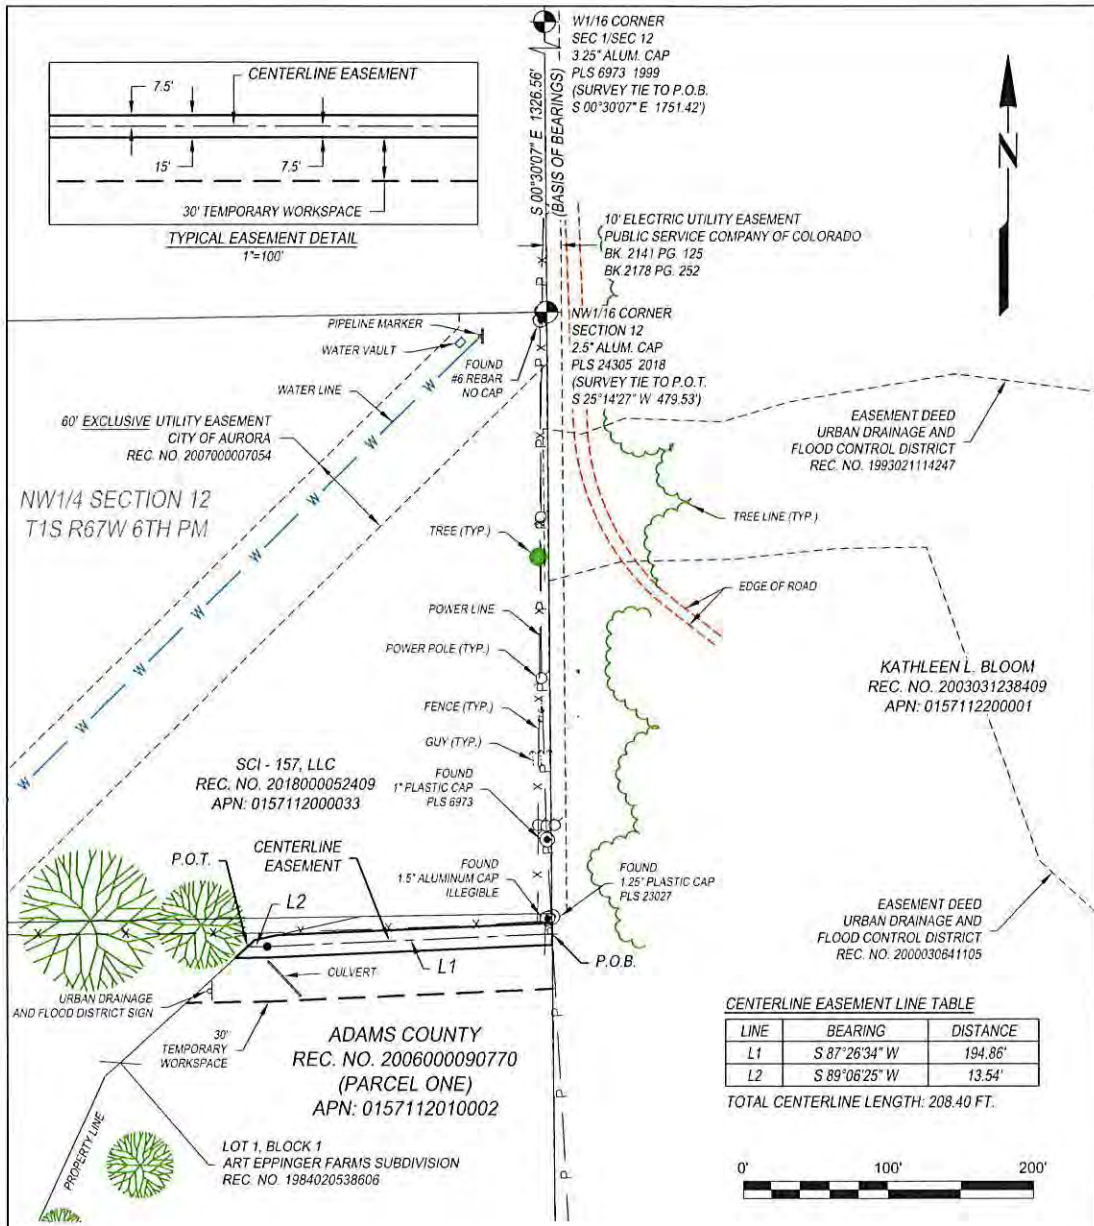 W1/16 CORNER
SEC 1/SEC 12
3.25" ALUM. CAP
PLS 6973 1999
(SURVEY TIE TO P.O.B.
S 00°30'07" E 1751.42')
CENTERLINE EASEMENT
7.5'
15'
7.5'
30' TEMPORARY WORKSPACE
TYPICAL EASEMENT DETAIL
1"=100'
S 00°30'07" E 1326.56'
(BASIS OF BEARINGS)
N
10' ELECTRIC UTILITY EASEMENT
PUBLIC SERVICE COMPANY OF COLORADO
BK. 2141 PG. 125
BK.2178 PG. 252
PIPELINE MARKER
WATER VAULT
FOUND
#6 REBAR
NO CAP
NW1/16 CORNER
SECTION 12
2.5" ALUM. CAP
PLS 24305 2018
(SURVEY TIE TO P.O.T.
S 25°14'27" W 479.53')
WATER LINE
60' EXCLUSIVE UTILITY EASEMENT
CITY OF AURORA
REC. NO. 2007000007054
EASEMENT DEED
URBAN DRAINAGE AND
FLOOD CONTROL DISTRICT
REC. NO. 1993021114247
NW1/4 SECTION 12
T1S R67W 6TH PM
TREE LINE (TYP.)
TREE (TYP.)
EDGE OF ROAD
POWER LINE
POWER POLE (TYP.)
KATHLEEN L. BLOOM
REC. NO. 2003031238409
APN: 0157112200001
FENCE (TYP.)
GUY (TYP.)
SCI - 157, LLC
REC. NO. 2018000052409
APN: 0157112000033
FOUND
1" PLASTIC CAP
PLS 6973
P.O.T.
CENTERLINE
EASEMENT
FOUND
1.5" ALUMINUM CAP
ILLEGIBLE
FOUND
1.25" PLASTIC CAP
PLS 23027
L2
L1
P.O.B.
EASEMENT DEED
URBAN DRAINAGE AND
FLOOD CONTROL DISTRICT
REC. NO. 2000030641105
CULVERT
URBAN DRAINAGE
AND FLOOD DISTRICT SIGN
30'
TEMPORARY
WORKSPACE
ADAMS COUNTY
REC. NO. 2006000090770
(PARCEL ONE)
APN: 0157112010002
CENTERLINE EASEMENT LINE TABLE
LINE BEARING DISTANCE
L1 S 87°26'34" W 194.86'
L2 S 89°06'25" W 13.54'
TOTAL CENTERLINE LENGTH: 208.40 FT.
PROPERTY LINE
LOT 1, BLOCK 1
ART EPPINGER FARMS SUBDIVISION
REC. NO. 1984020538606
0' 100' 200'